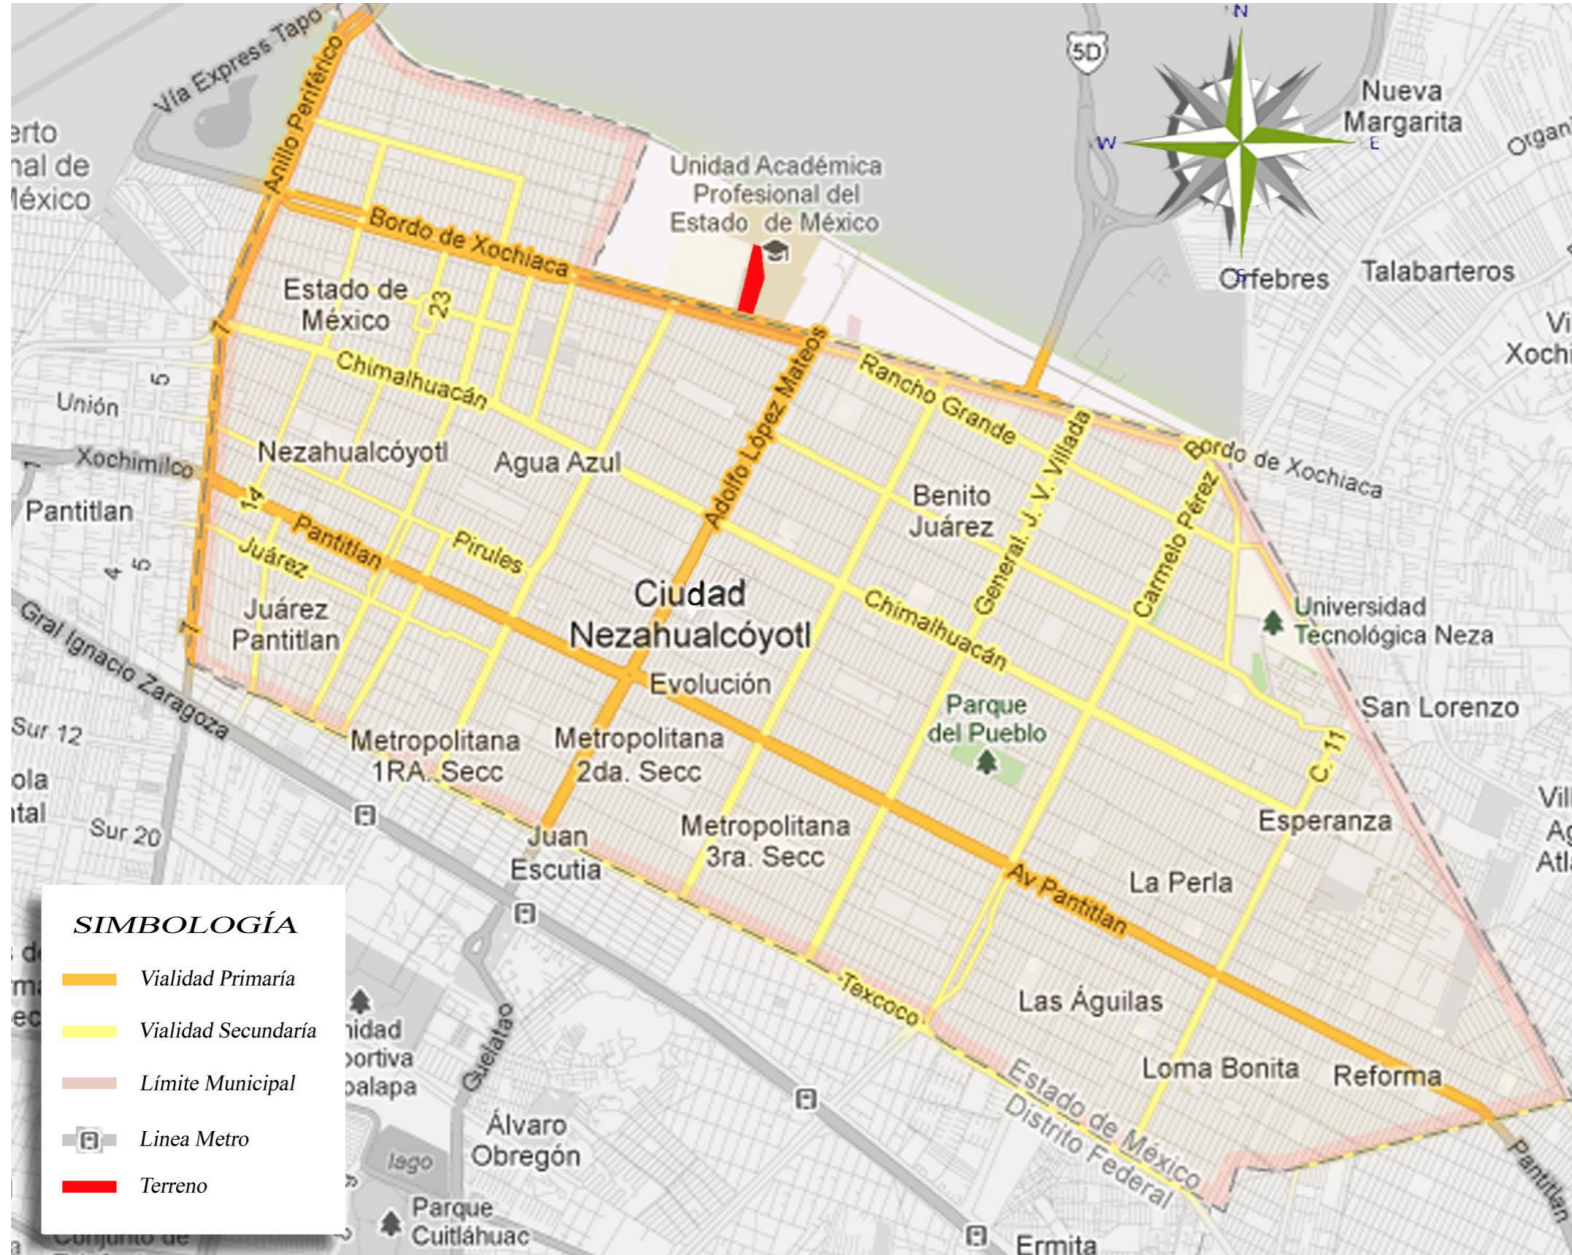 N
W
E
S
5D
Nueva
Margarita
Vía Express Tapo
Anillo Periférico
Unidad Académica
Profesional del
Estado de México
Bordo de Xochiaca
Orfebres
Talabarteros
Estado de
México
23
7
Chimalhuacán
Adolfo López Mateos
Rancho Grande
5
Unión
Xochimilco
Nezahualcóyotl
Agua Azul
General. J. V. Villada
Bordo de Xochiaca
Pantitlan
14
Pantitlan
Pirules
Juárez
Benito
Juárez
Carmelo Pérez
4
5
Juárez
Pantitlan
Ciudad
Nezahualcóyotl
Chimalhuacán
Universidad
Tecnológica Neza
7
Gral Ignacio Zaragoza
Evolución
Parque
del Pueblo
San Lorenzo
Sur 12
Metropolitana
1RA. Secc
Metropolitana
2da. Secc
C. 11
Sur 20
Juan
Escutia
Metropolitana
3ra. Secc
Esperanza
Av Pantitlan
La Perla
Texcoco
Las Águilas
Loma Bonita
Reforma
Estado de México
Distrito Federal
Pantitlan
Guelatao
Álvaro
Obregón
lago
Parque
Cuitláhuac
Ermita
SIMBOLOGÍA
Vialidad Primaría
Vialidad Secundaría
Límite Municipal
Linea Metro
Terreno